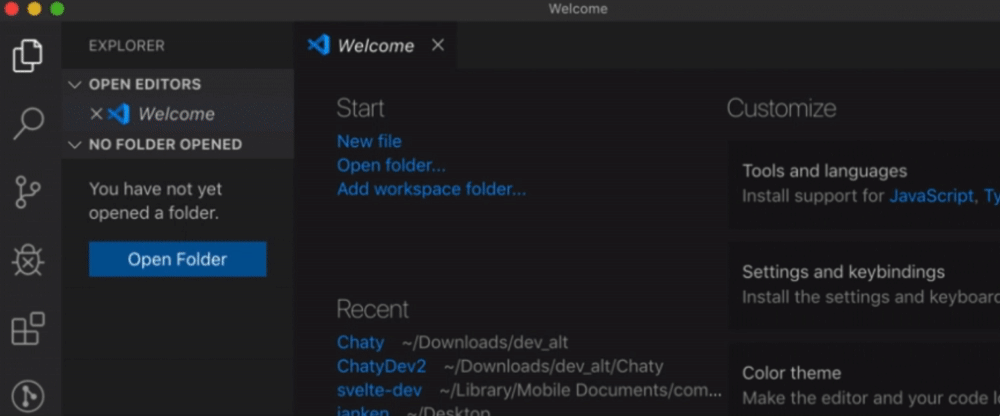 Welcome
EXPLORER
OPEN EDITORS
Welcome
NO FOLDER OPENED
You have not yet
opened a folder.
Open Folder
Welcome
Start
New file
Open folder...
Add workspace folder...
Recent
Chaty ~/Downloads/dev_alt
ChatyDev2 ~/Downloads/dev_alt/Chaty
svelte-dev ~/Library/Mobile Documents/com...
janken ~/Desktop
Customize
Tools and languages
Install support for JavaScript, Ty
Settings and keybindings
Install the settings and keyboard
Color theme
Make the editor and your code l